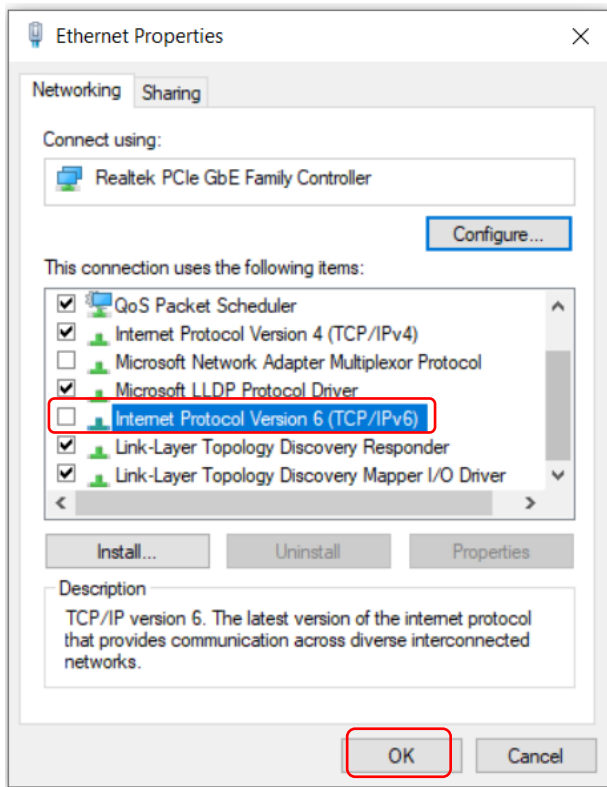 Ethernet Properties
Networking
Sharing
Connect using:
Realtek PCIe GbE Family Controller
Configure...
This connection uses the following items:
QoS Packet Scheduler
Internet Protocol Version 4 (TCP/IPv4)
Microsoft Network Adapter Multiplexor Protocol
Microsoft LLDP Protocol Driver
Internet Protocol Version 6 (TCP/IPv6)
Link-Layer Topology Discovery Responder
Link-Layer Topology Discovery Mapper I/O Driver
Install...
Uninstall
Properties
Description
TCP/IP version 6. The latest version of the internet protocol
that provides communication across diverse interconnected
networks.
OK
Cancel